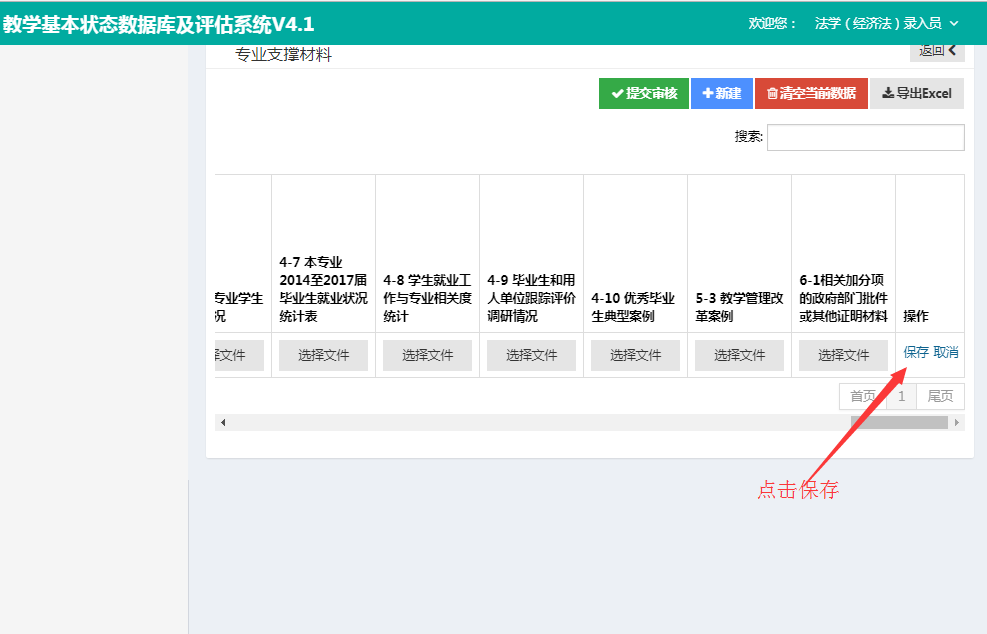 教学基本状态数据库及评估系统V4.1
欢迎您： 法学（经济法）录入员
专业支撑材料
返回
提交审核 新建 清空当前数据 导出Excel
搜索:
专业学生
况
4-7 本专业
2014至2017届
毕业生就业状况
统计表
4-8 学生就业工
作与专业相关度
统计
4-9 毕业生和用
人单位跟踪评价
调研情况
4-10 优秀毕业
生典型案例
5-3 教学管理改
革案例
6-1相关加分项
的政府部门批件
或其他证明材料
操作
择文件 选择文件 选择文件 选择文件 选择文件 选择文件 选择文件 保存 取消
首页 1 尾页
点击保存